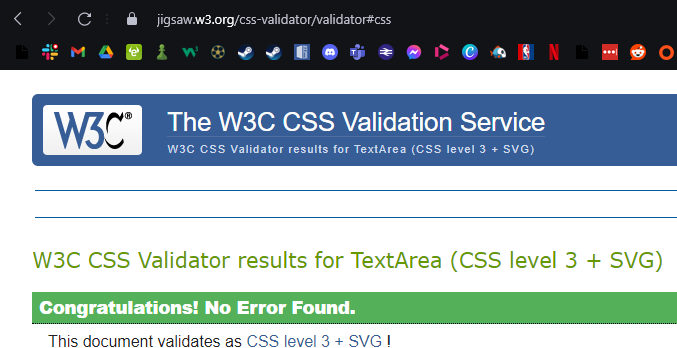 jigsaw.w3.org/css-validator/validator#css
W3C®
The W3C CSS Validation Service
W3C CSS Validator results for TextArea (CSS level 3 + SVG)
W3C CSS Validator results for TextArea (CSS level 3 + SVG)
Congratulations! No Error Found.
This document validates as CSS level 3 + SVG !